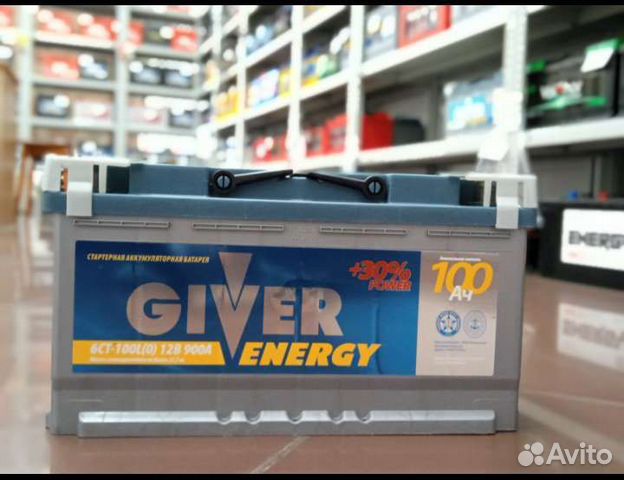 СТАРТЕРНАЯ АККУМУЛЯТОРНАЯ БАТАРЕЯ
+30%
POWER
100
Ач
GIVER
ENERGY
6СТ-100L(0) 12В 900А
ENERG
Avito